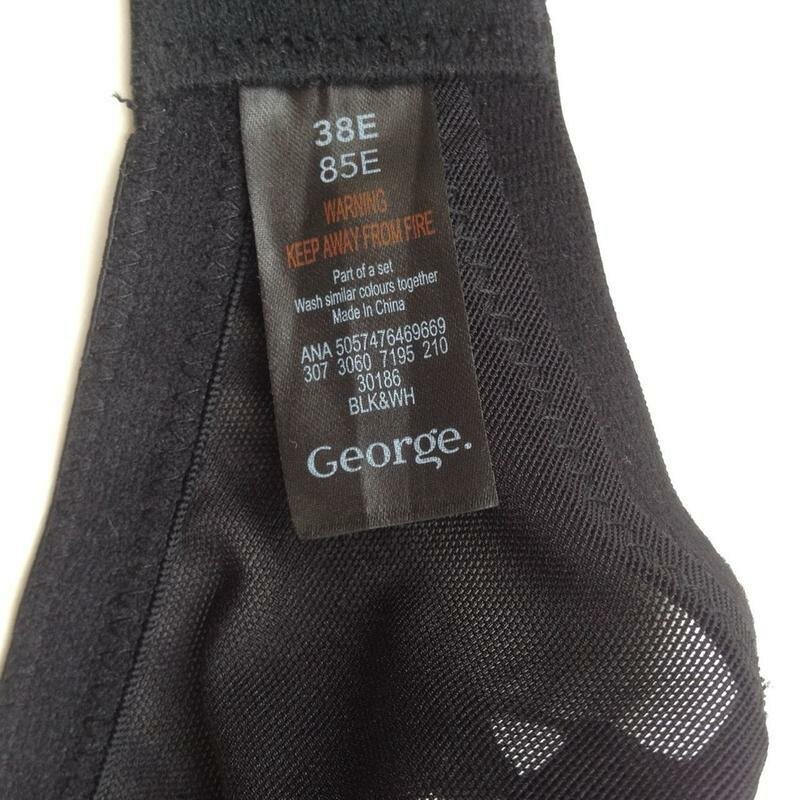 38E
85E
WARNING
KEEP AWAY FROM FIRE
Part of a set
Wash similar colours together
Made In China
ANA 5057476469669
307 3060 7195 210
30186
BLK&WH
George.